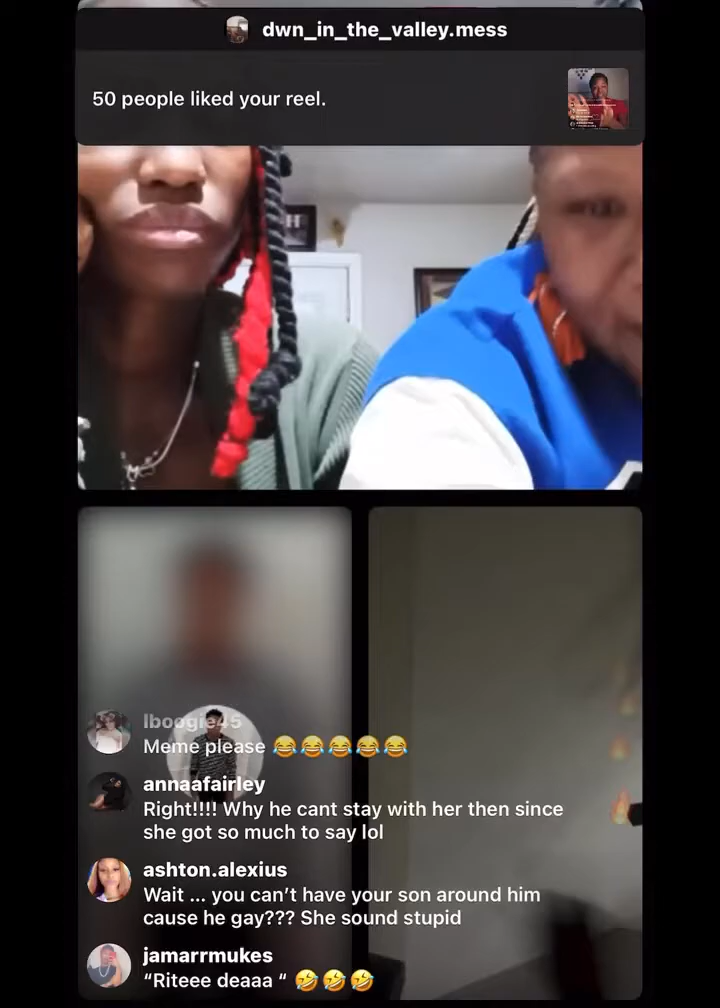 dwn_in_the_valley.mess
50 people liked your reel.
lboogie45
Meme please 😂😂😂😂😂
annaafairley
Right!!!! Why he cant stay with her then since
she got so much to say lol
ashton.alexius
Wait ... you can’t have your son around him
cause he gay??? She sound stupid
jamarrmukes
“Riteee deaaa “ 🤣🤣🤣